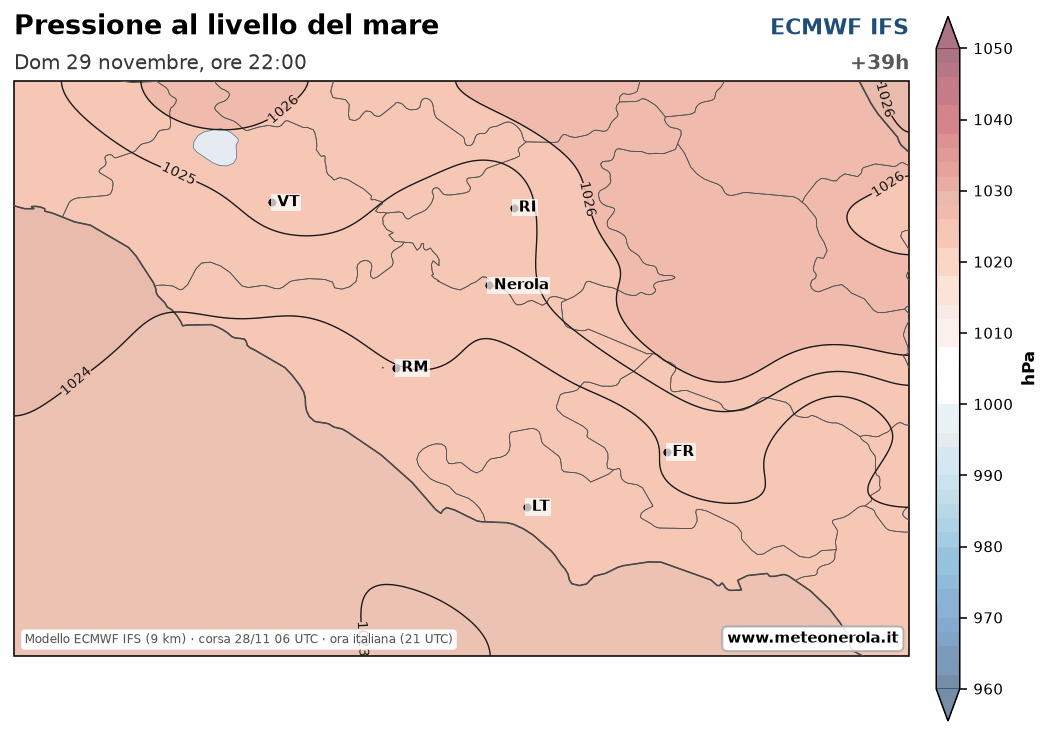 Pressione al livello del mare
ECMWF IFS
Dom 29 novembre, ore 22:00
+39h
1026
1026
1025
1026
1026
VT
RI
Nerola
1024
RM
FR
LT
Modello ECMWF IFS (9 km) · corsa 28/11 06 UTC · ora italiana (21 UTC)
www.meteonerola.it
1050
1040
1030
1020
1010
1000
990
980
970
960
hPa